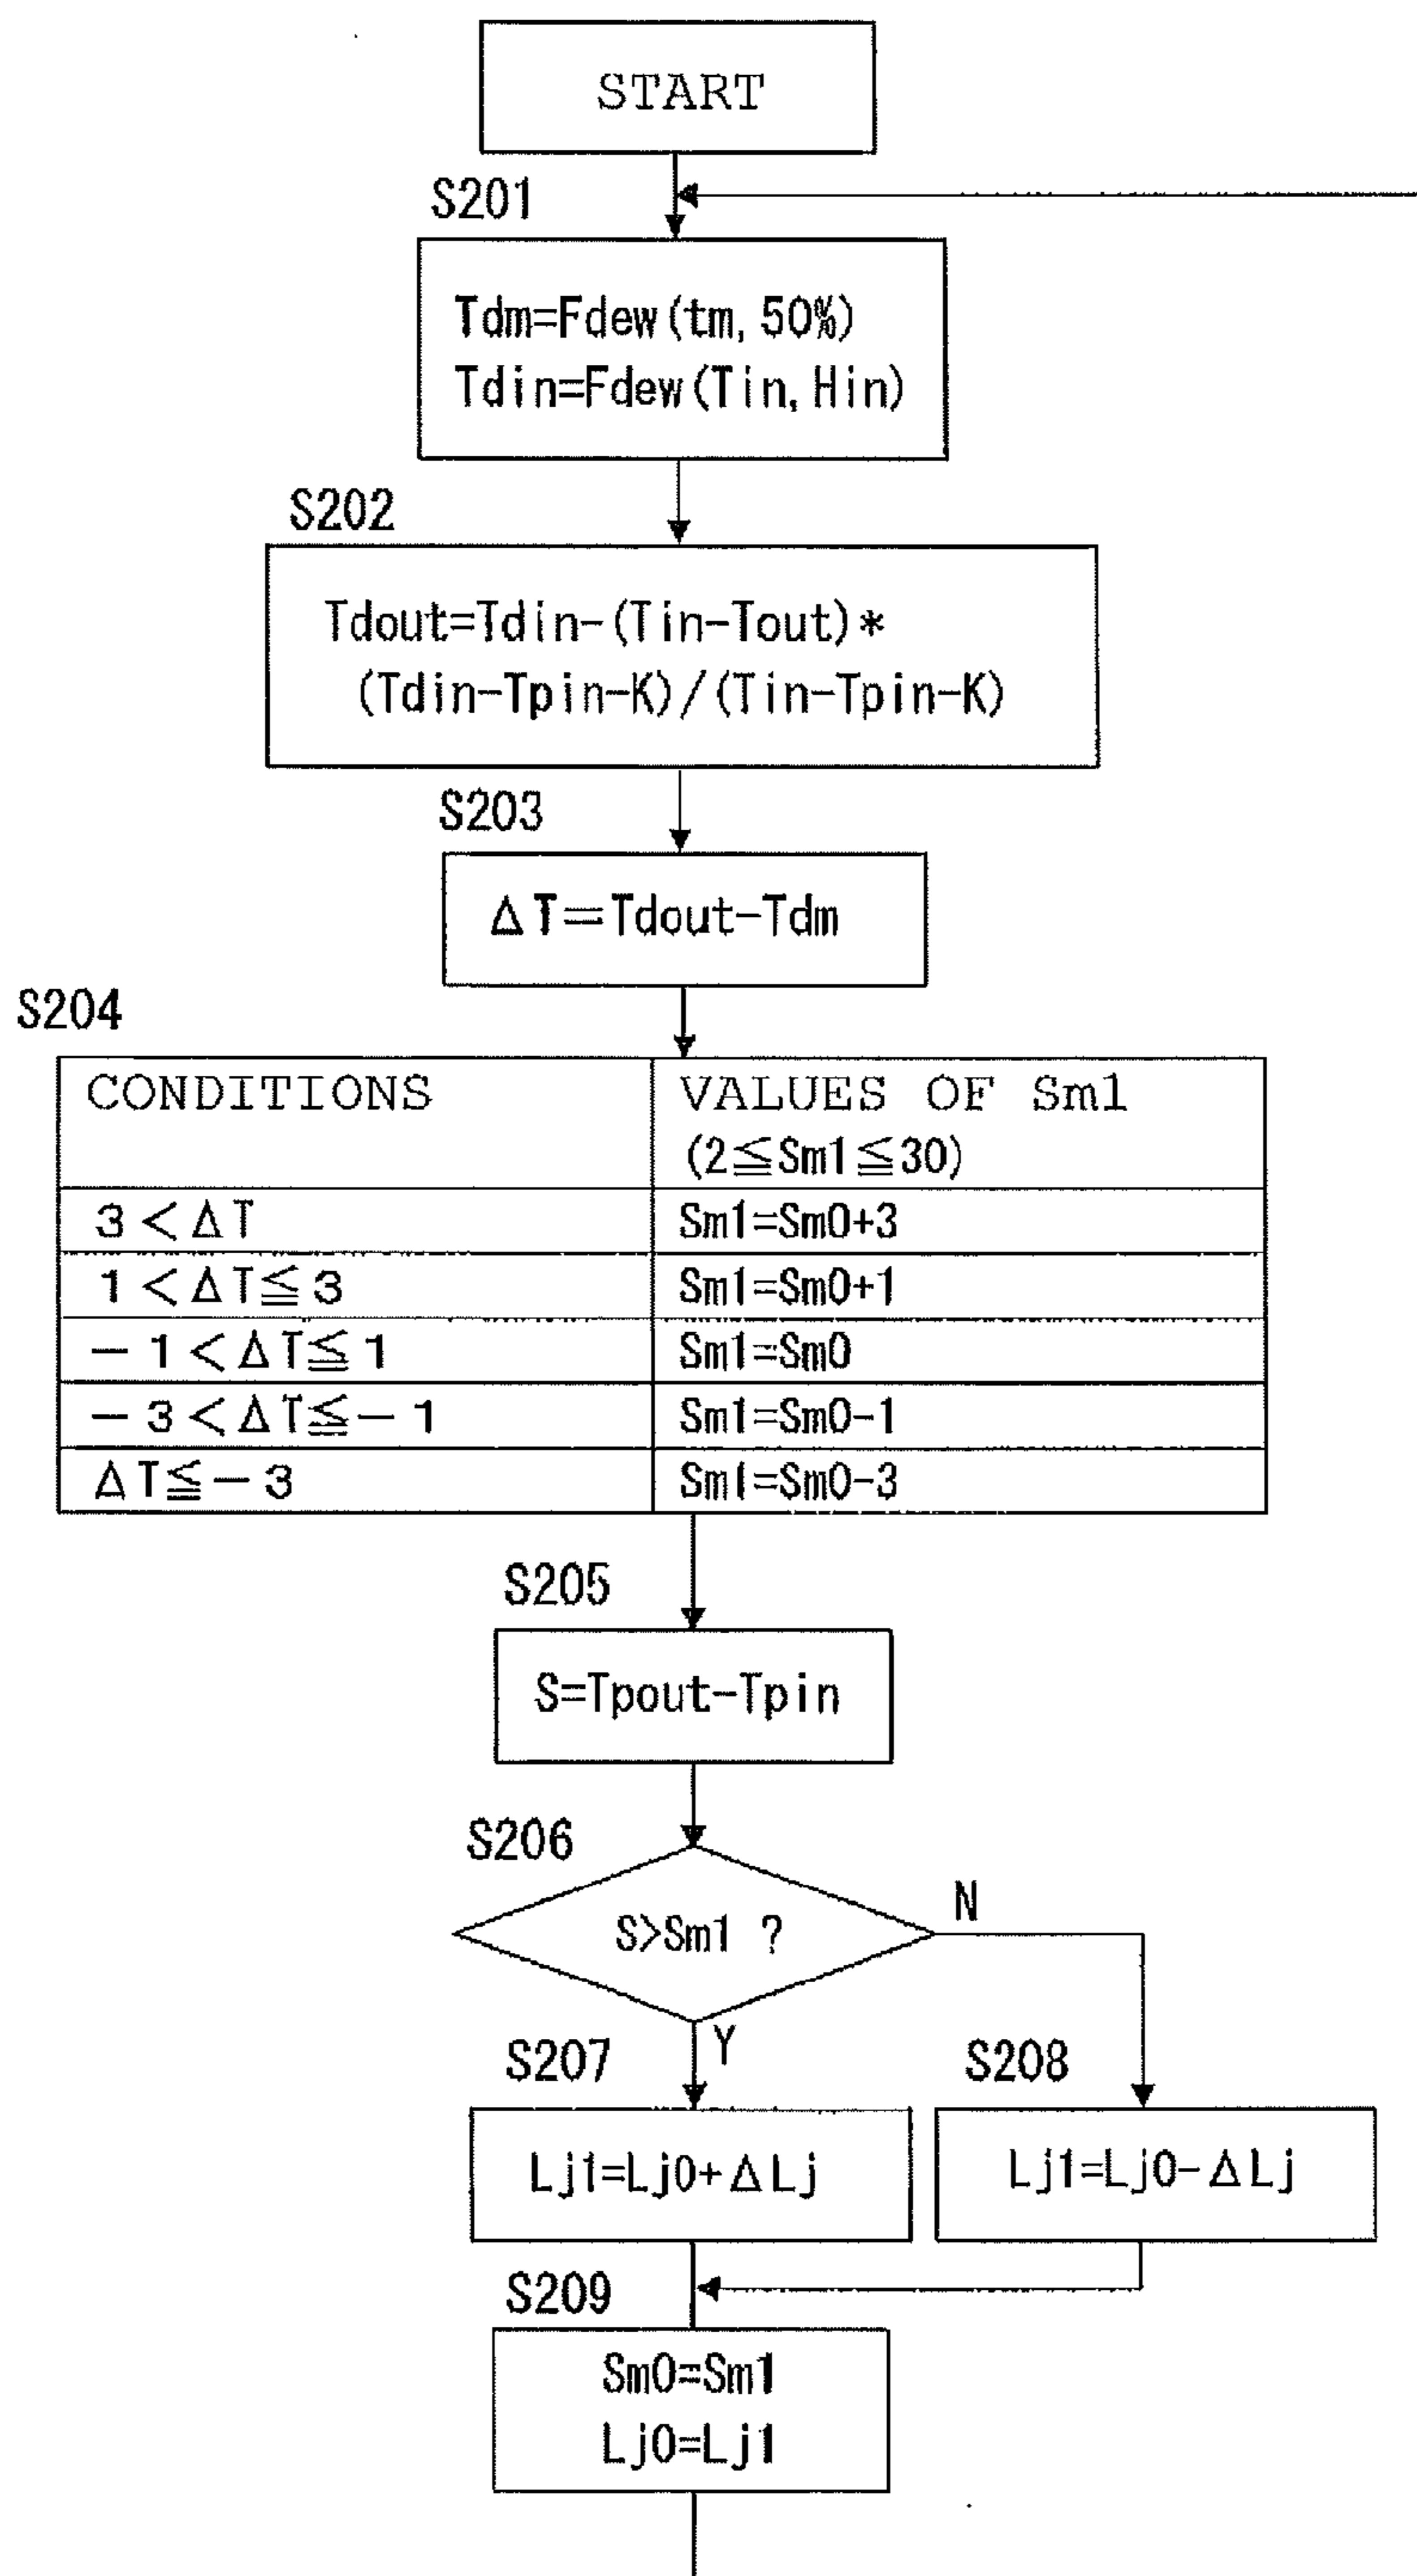 START
S201
Tdm=Fdew(tm,50%)
Tdin=Fdew(Tin,Hin)
S202
Tdout=Tdin-(Tin-Tout)*
(Tdin-Tpin-K)/(Tin-Tpin-K)
S203
ΔT=Tdout-Tdm
S204
CONDITIONS
VALUES OF Sm1
(2≦Sm1≦30)
3<ΔT
Sm1=Sm0+3
1<ΔT≦3
Sm1=Sm0+1
-1<ΔT≦1
Sm1=Sm0
-3<ΔT≦-1
Sm1=Sm0-1
ΔT≦-3
Sm1=Sm0-3
S205
S=Tpout-Tpin
S206
S>Sm1 ?
N
Y
S207
S208
Lj1=Lj0+ΔLj
Lj1=Lj0-ΔLj
S209
Sm0=Sm1
Lj0=Lj1